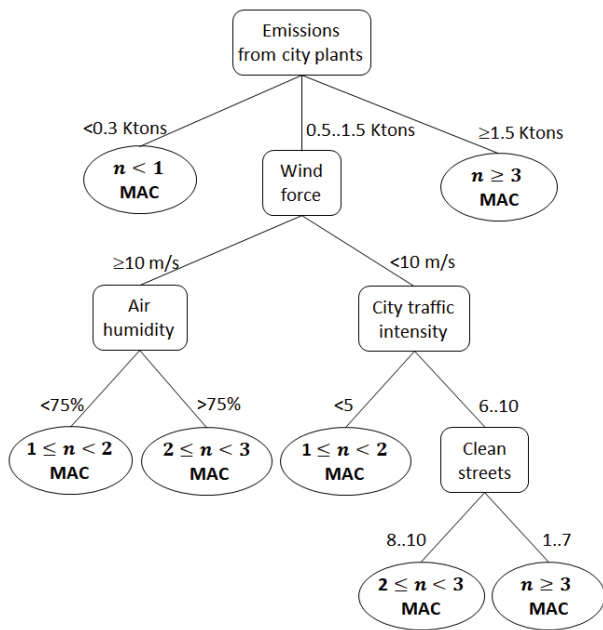 Emissions
from city plants
<0.3 Ktons
0.5..1.5 Ktons
≥1.5 Ktons
n < 1
MAC
Wind
force
n ≥ 3
MAC
≥10 m/s
<10 m/s
Air
humidity
City traffic
intensity
<75%
>75%
<5
6..10
1 ≤ n < 2
MAC
2 ≤ n < 3
MAC
1 ≤ n < 2
MAC
Clean
streets
8..10
1..7
2 ≤ n < 3
MAC
n ≥ 3
MAC